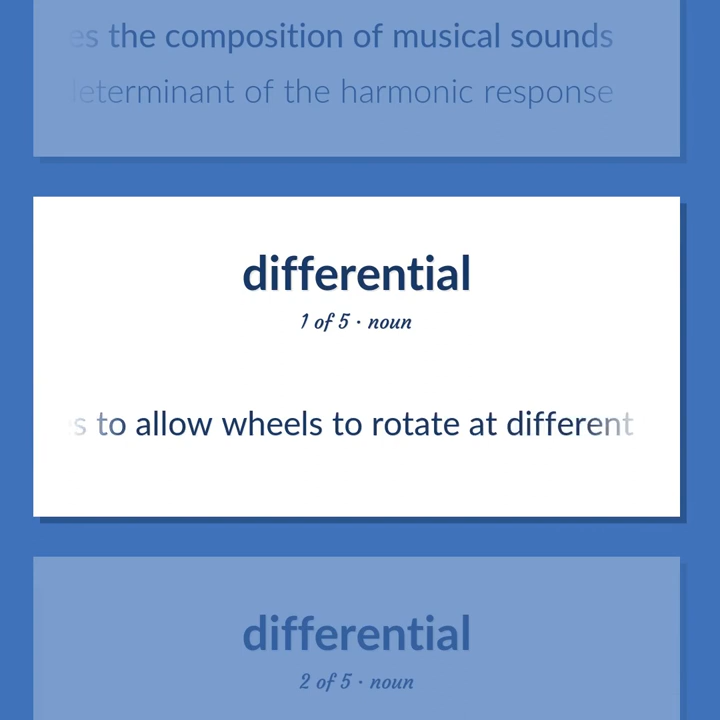 the composition of musical sounds
of the harmonic response
differential
1 of 5 · noun
to allow wheels to rotate at different
differential
2 of 5 · noun